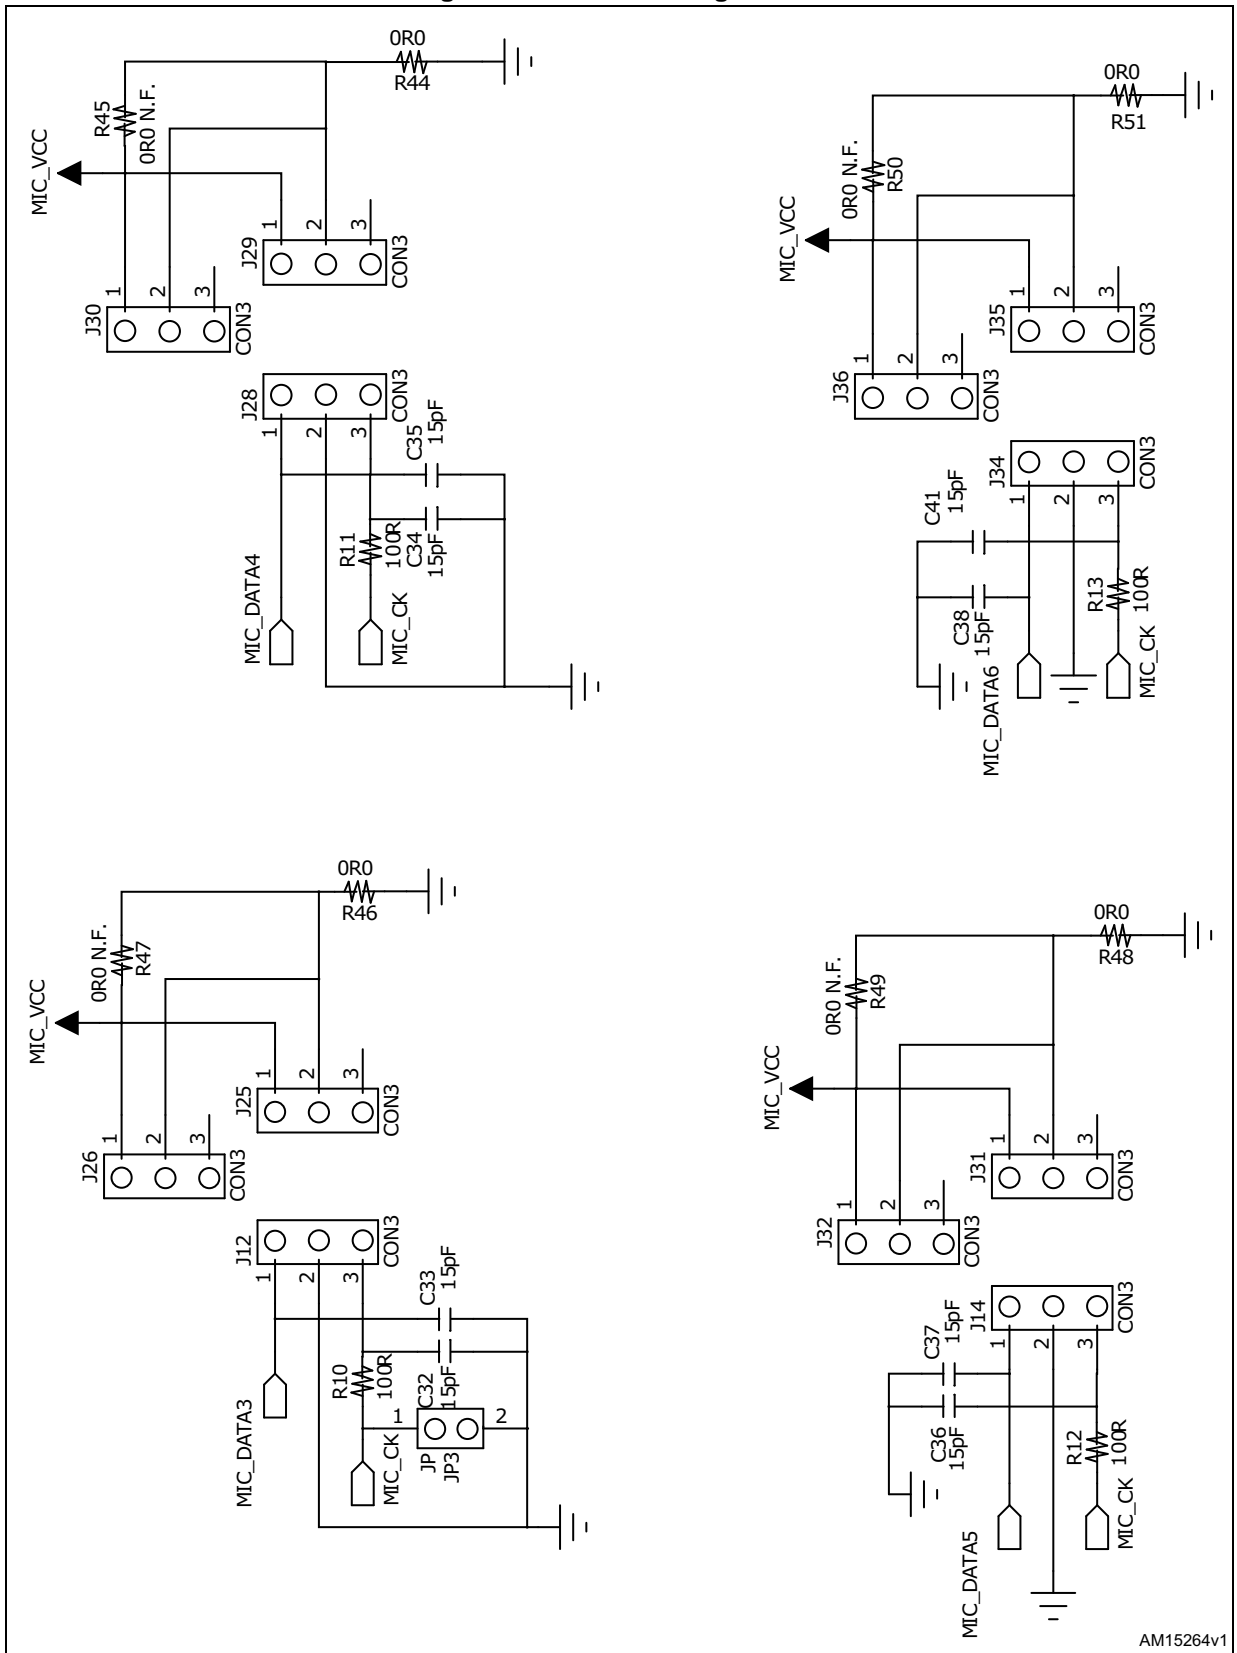 0R0
R44
R45
0R0 N.F.
MIC_VCC
J29
1
2
3
CON3
J30
1
2
3
CON3
J28
1
2
3
CON3
C35
15pF
R11
100R
C34
15pF
MIC_DATA4
MIC_CK
0R0
R51
0R0 N.F.
R50
MIC_VCC
J35
1
2
3
CON3
J36
1
2
3
CON3
J34
1
2
3
CON3
C41
15pF
C38
15pF
R13
100R
MIC_DATA6
MIC_CK
0R0
R46
0R0 N.F.
R47
MIC_VCC
J25
1
2
3
CON3
J26
1
2
3
CON3
J12
1
2
3
CON3
C33
15pF
R10
100R
C32
15pF
1
2
JP
JP3
MIC_DATA3
MIC_CK
0R0
R48
0R0 N.F.
R49
MIC_VCC
J31
1
2
3
CON3
J32
1
2
3
CON3
J14
1
2
3
CON3
C37
15pF
C36
15pF
R12
100R
MIC_DATA5
MIC_CK
AM15264v1